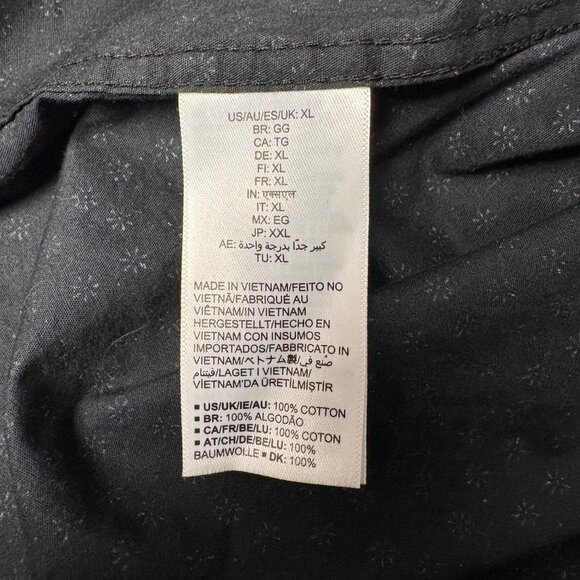 US/AU/ES/UK: XL
BR: GG
CA: TG
DE: XL
FI: XL
FR: XL
IN: एक्सएल
IT: XL
MX: EG
JP: XXL
AE: كبير جدًا بدرجة واحدة
TU: XL
MADE IN VIETNAM/FEITO NO
VIETNÃ/FABRIQUÉ AU
VIÊTNAM/IN VIETNAM
HERGESTELLT/HECHO EN
VIETNAM CON INSUMOS
IMPORTADOS/FABBRICATO IN
VIETNAM/ベトナム製/صُنع في
فيتنام/LAGET I VIETNAM/
VIETNAM'DA ÜRETİLMİŞTİR
▪ US/UK/IE/AU: 100% COTTON
▪ BR: 100% ALGODÃO
▪ CA/FR/BE/LU: 100% COTON
▪ AT/CH/DE/BE/LU: 100%
BAUMWOLLE ▪ DK: 100%